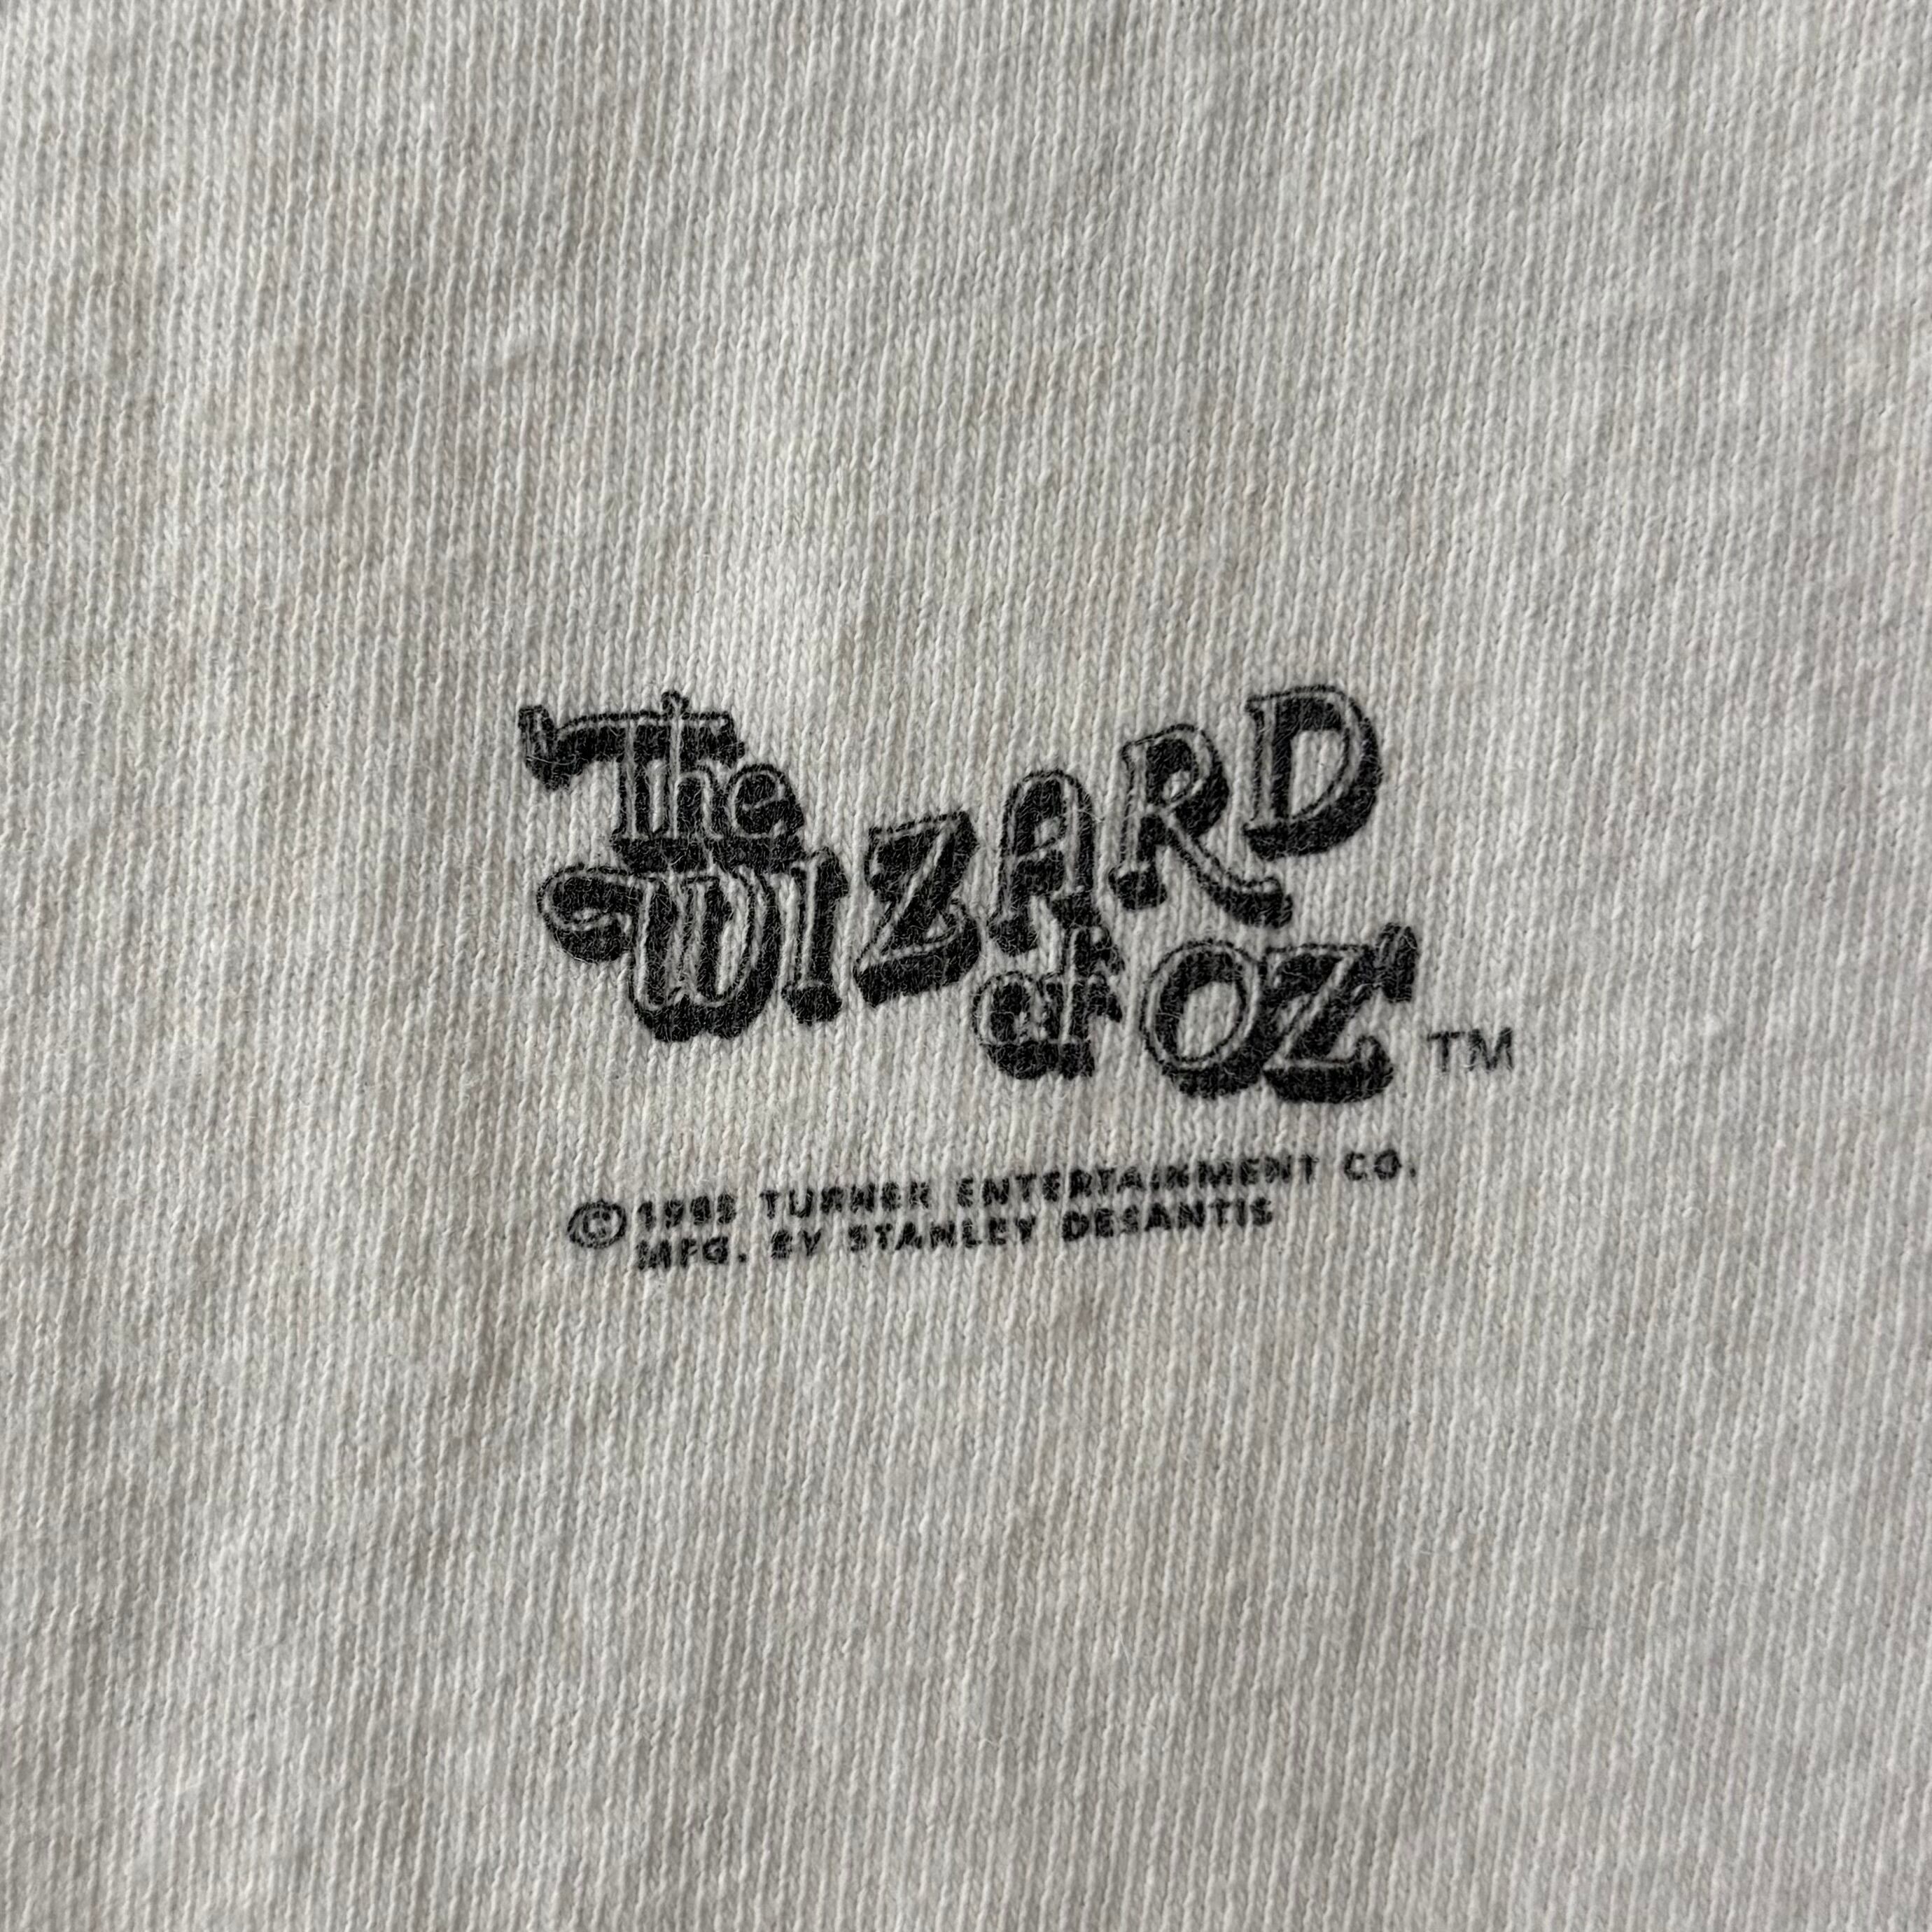 The
WIZARD
of OZ TM
© TURNER ENTERTAINMENT CO.
MFG. BY STANLEY DESANTIS